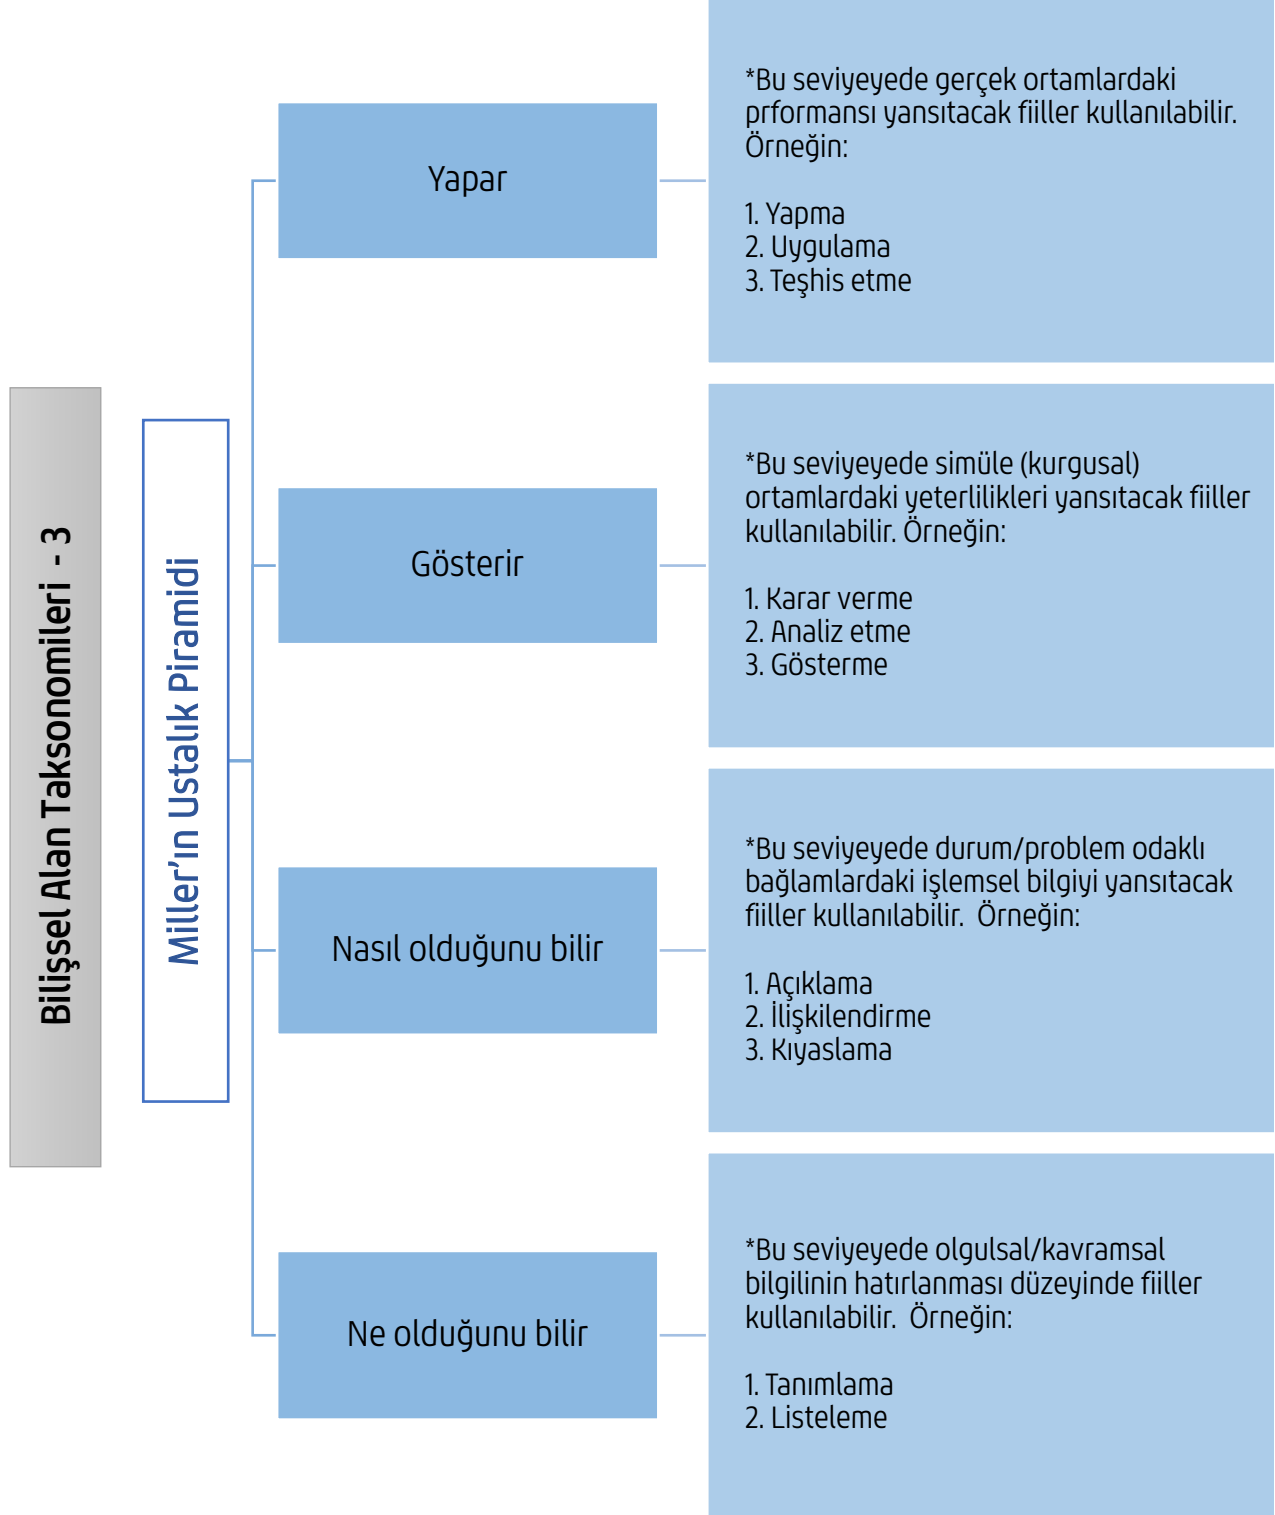 Bilişsel Alan Taksonomileri - 3
Miller’ın Ustalık Piramidi
Yapar
*Bu seviyeyede gerçek ortamlardaki
prformansı yansıtacak fiiller kullanılabilir.
Örneğin:
1. Yapma
2. Uygulama
3. Teşhis etme
Gösterir
*Bu seviyeyede simüle (kurgusal)
ortamlardaki yeterlilikleri yansıtacak fiiller
kullanılabilir. Örneğin:
1. Karar verme
2. Analiz etme
3. Gösterme
Nasıl olduğunu bilir
*Bu seviyeyede durum/problem odaklı
bağlamlardaki işlemsel bilgiyi yansıtacak
fiiller kullanılabilir. Örneğin:
1. Açıklama
2. İlişkilendirme
3. Kıyaslama
Ne olduğunu bilir
*Bu seviyeyede olgulsal/kavramsal
bilgilinin hatırlanması düzeyinde fiiller
kullanılabilir. Örneğin:
1. Tanımlama
2. Listeleme